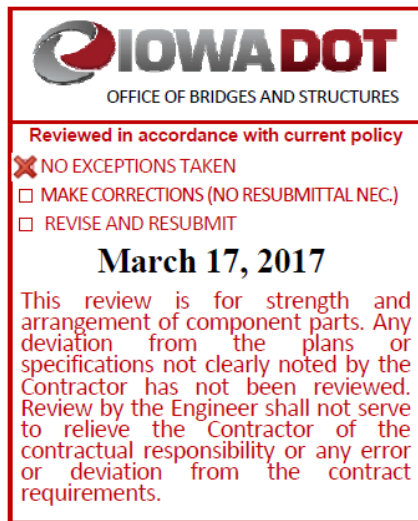 IOWADOT
OFFICE OF BRIDGES AND STRUCTURES
Reviewed in accordance with current policy
NO EXCEPTIONS TAKEN
MAKE CORRECTIONS (NO RESUBMITTAL NEC.)
REVISE AND RESUBMIT
March 17, 2017
This review is for strength and
arrangement of component parts. Any
deviation from the plans or
specifications not clearly noted by the
Contractor has not been reviewed.
Review by the Engineer shall not serve
to relieve the Contractor of the
contractual responsibility or any error
or deviation from the contract
requirements.